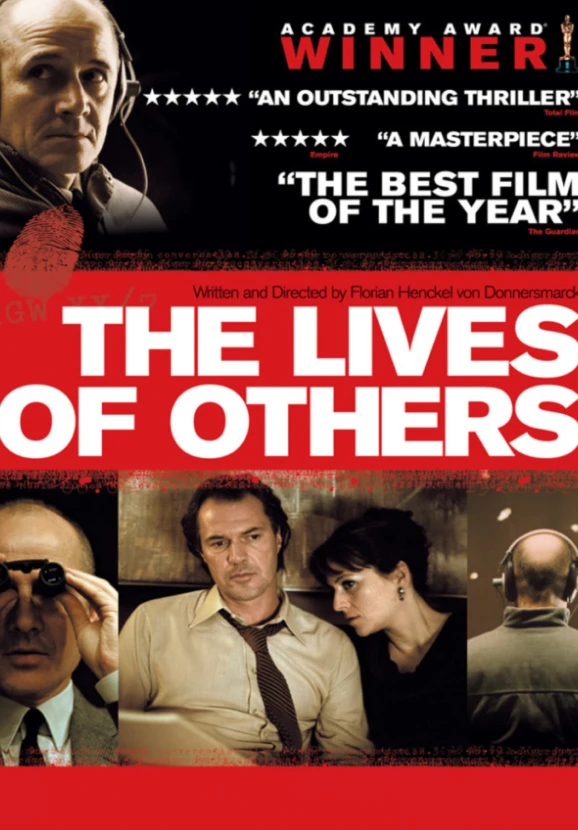 ACADEMY AWARD®
WINNER
★★★★★ "AN OUTSTANDING THRILLER"
Total Film
★★★★★ "A MASTERPIECE"
Empire Film Review
"THE BEST FILM
OF THE YEAR"
The Guardian
Written and Directed by Florian Henckel von Donnersmarck
THE LIVES
OF OTHERS